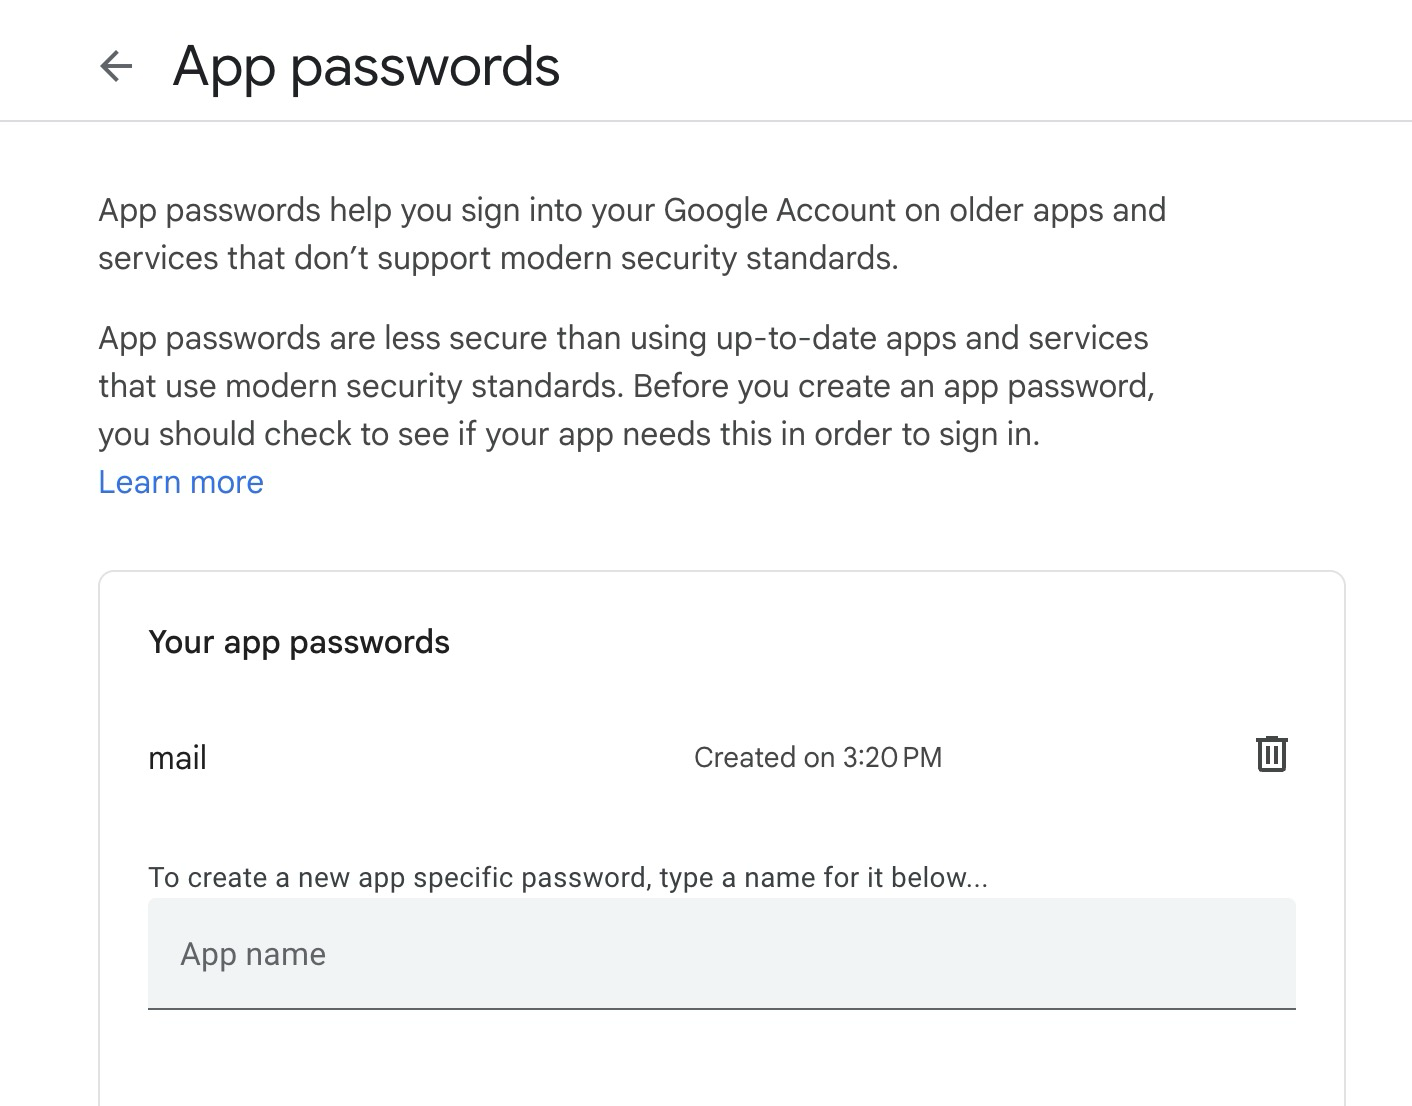 App passwords
App passwords help you sign into your Google Account on older apps and
services that don’t support modern security standards.
App passwords are less secure than using up-to-date apps and services
that use modern security standards. Before you create an app password,
you should check to see if your app needs this in order to sign in.
Learn more
Your app passwords
mail Created on 3:20 PM
To create a new app specific password, type a name for it below...
App name